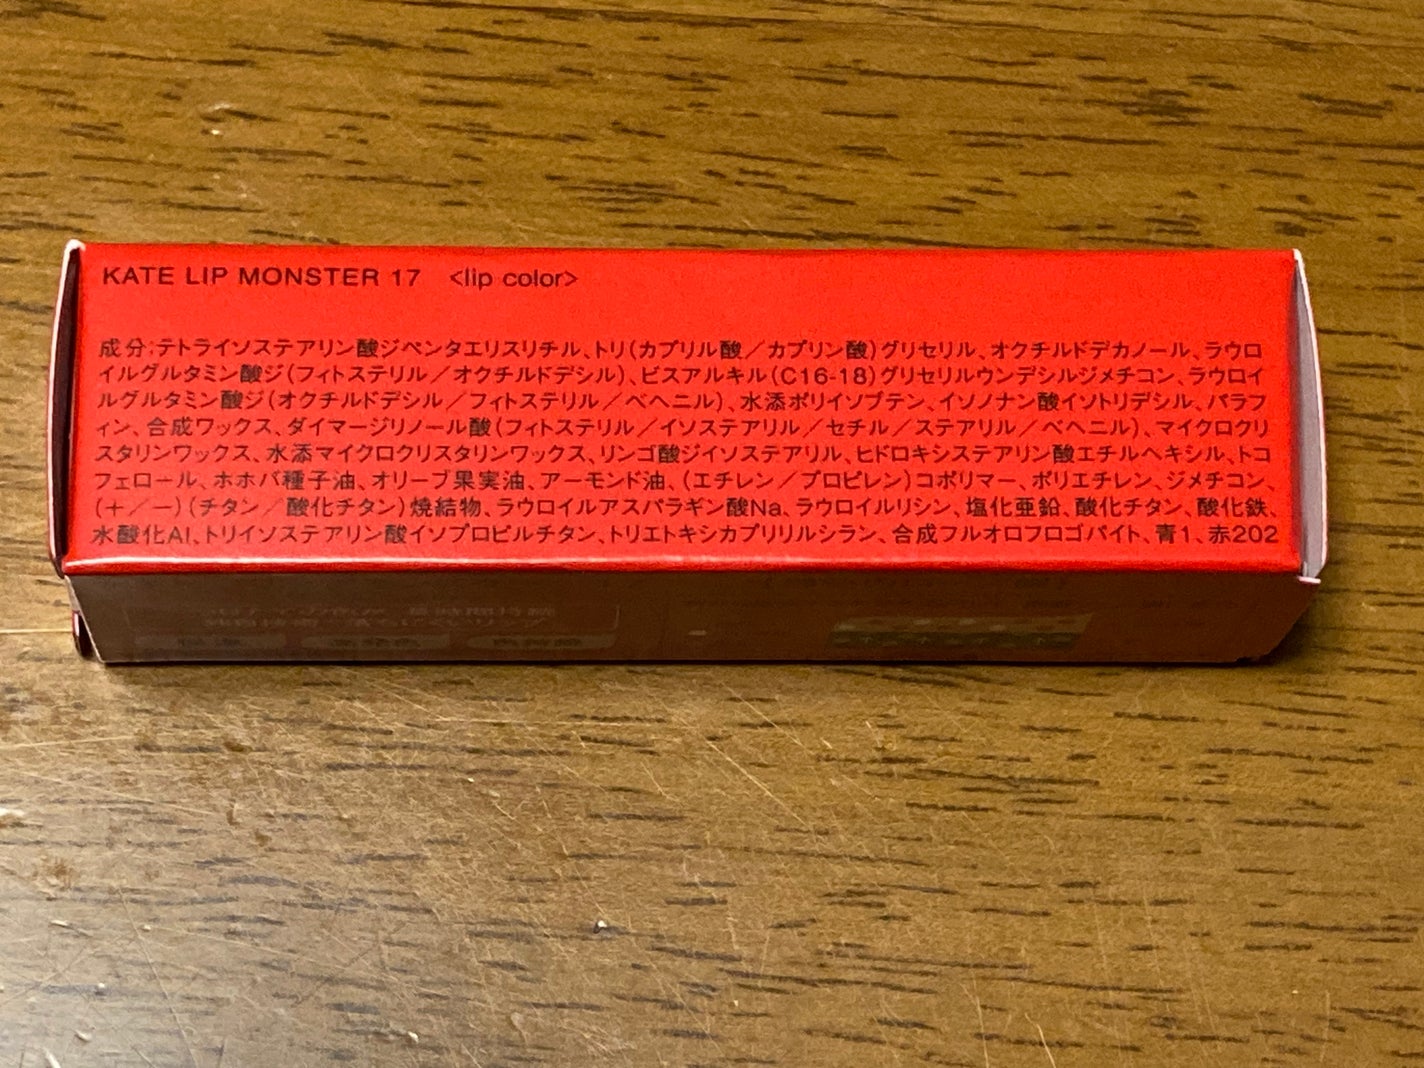 KATE LIP MONSTER 17 <lip color>
成分:テトライソステアリン酸ジペンタエリスリチル、トリ(カプリル酸／カプリン酸)グリセリル、オクチルドデカノール、ラウロ
イルグルタミン酸ジ(フィトステリル／オクチルドデシル)、ビスアルキル(C16-18)グリセリルウンデシルジメチコン、ラウロイ
ルグルタミン酸ジ(オクチルドデシル／フィトステリル／ベヘニル)、水添ポリイソブテン、イソノナン酸イソトリデシル、パラフ
ィン、合成ワックス、ダイマージリノール酸(フィトステリル／イソステアリル／セチル／ステアリル／ベヘニル)、マイクロクリ
スタリンワックス、水添マイクロクリスタリンワックス、リンゴ酸ジイソステアリル、ヒドロキシステアリン酸エチルヘキシル、トコ
フェロール、ホホバ種子油、オリーブ果実油、アーモンド油、(エチレン／プロピレン)コポリマー、ポリエチレン、ジメチコン、
(＋／−)(チタン／酸化チタン)焼結物、ラウロイルアスパラギン酸Na、ラウロイルリシン、塩化亜鉛、酸化チタン、酸化鉄、
水酸化Al、トリイソステアリン酸イソプロピルチタン、トリエトキシカプリリルシラン、合成フルオロフロゴパイト、青1、赤202